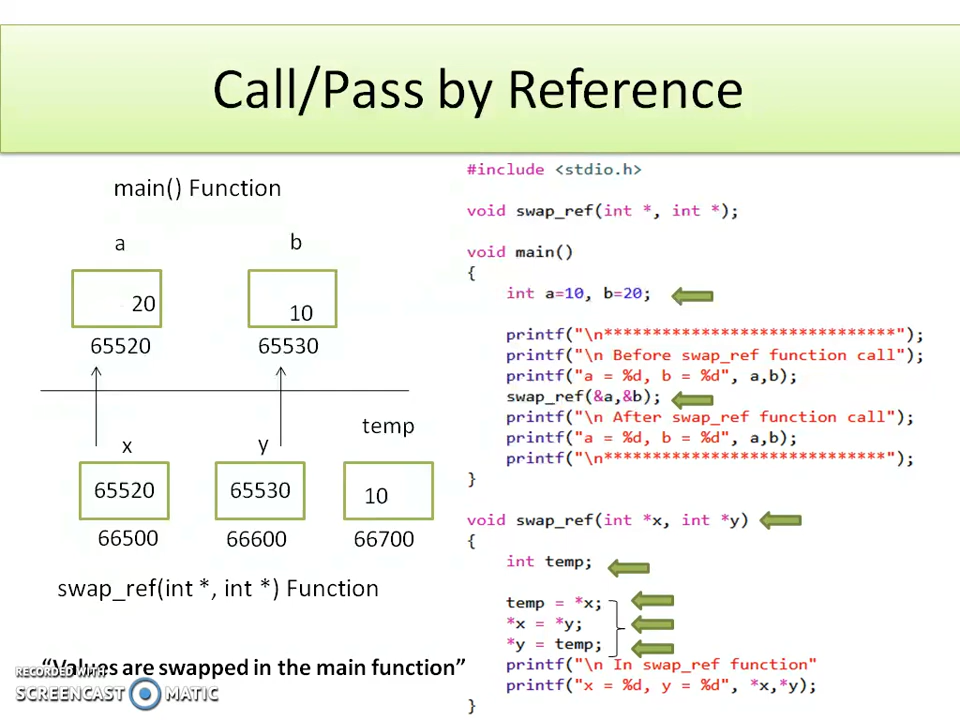 Call/Pass by Reference
main() Function
a b
20 10
65520 65530
x y temp
65520 65530 10
66500 66600 66700
swap_ref(int *, int *) Function
“Values are swapped in the main function”
RECORDED WITH
SCREENCAST MATIC
#include <stdio.h>
void swap_ref(int *, int *);
void main()
{
int a=10, b=20;
printf("\n******************************");
printf("\n Before swap_ref function call");
printf("a = %d, b = %d", a,b);
swap_ref(&a,&b);
printf("\n After swap_ref function call");
printf("a = %d, b = %d", a,b);
printf("\n*****************************");
}
void swap_ref(int *x, int *y)
{
int temp;
temp = *x;
*x = *y;
*y = temp;
printf("\n In swap_ref function"
printf("x = %d, y = %d", *x,*y);
}